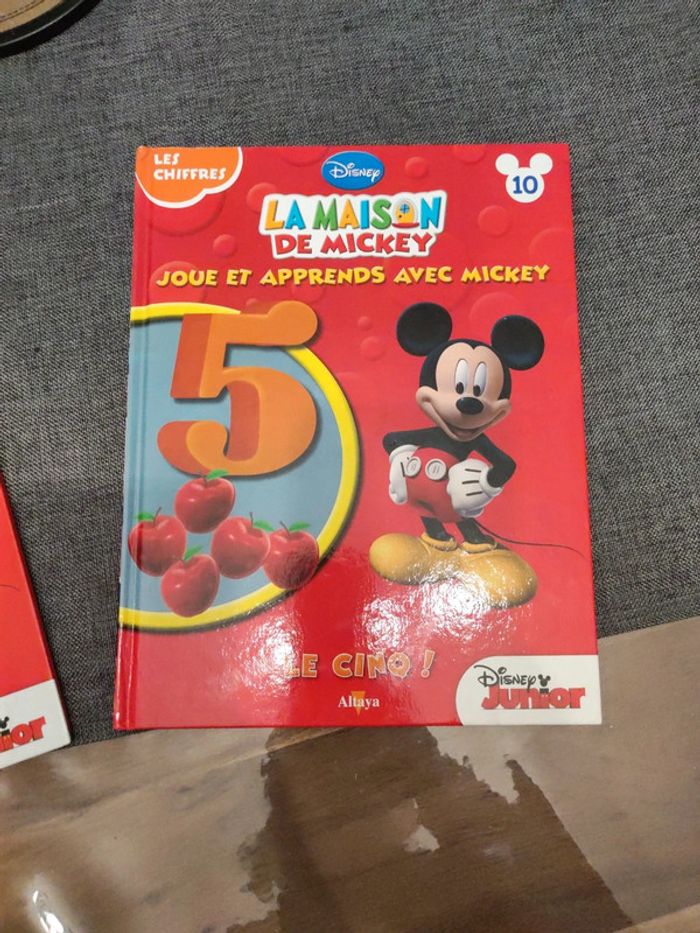 LES
CHIFFRES
Disney
10
LA MAISON
DE MICKEY
JOUE ET APPRENDS AVEC MICKEY
5
LE CINQ !
Altaya
Disney
Junior